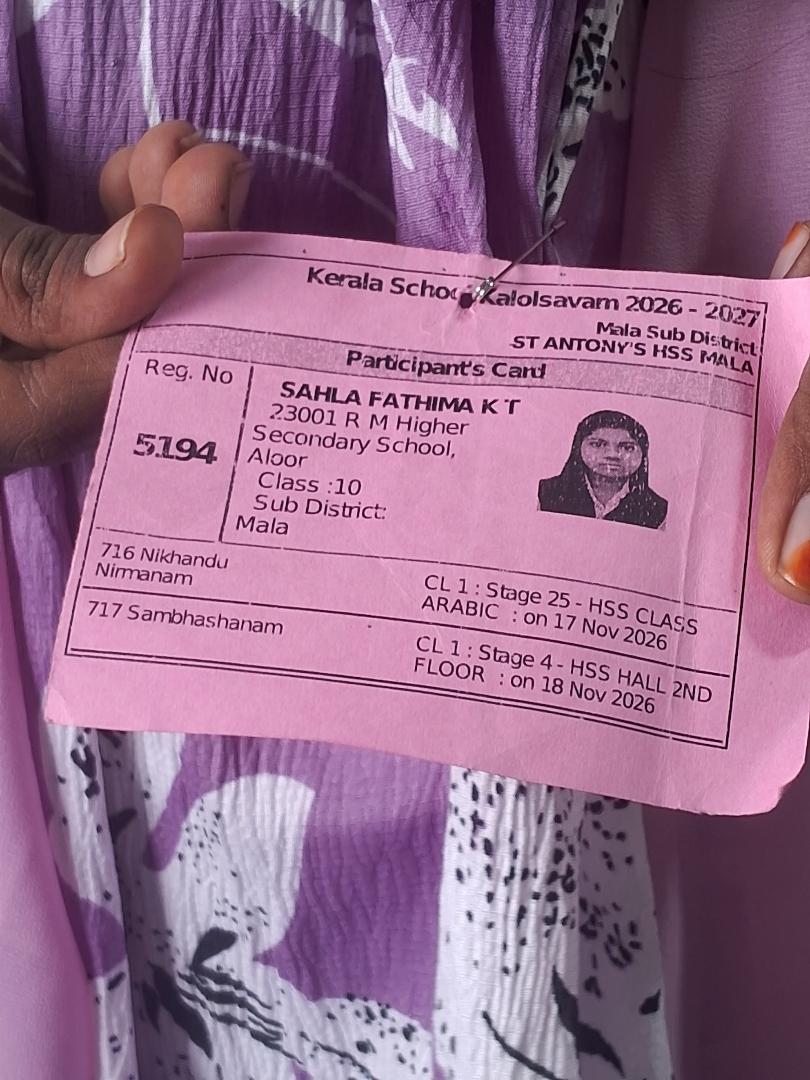 Kerala School Kalolsavam 2026 - 2027
Mala Sub District
ST ANTONY'S HSS MALA
Participant's Card
Reg. No
5194
SAHLA FATHIMA K T
23001 R M Higher
Secondary School,
Aloor
Class :10
Sub District:
Mala
716 Nikhandu
Nirmanam
CL 1 : Stage 25 - HSS CLASS
ARABIC : on 17 Nov 2026
717 Sambhashanam
CL 1 : Stage 4 - HSS HALL 2ND
FLOOR : on 18 Nov 2026